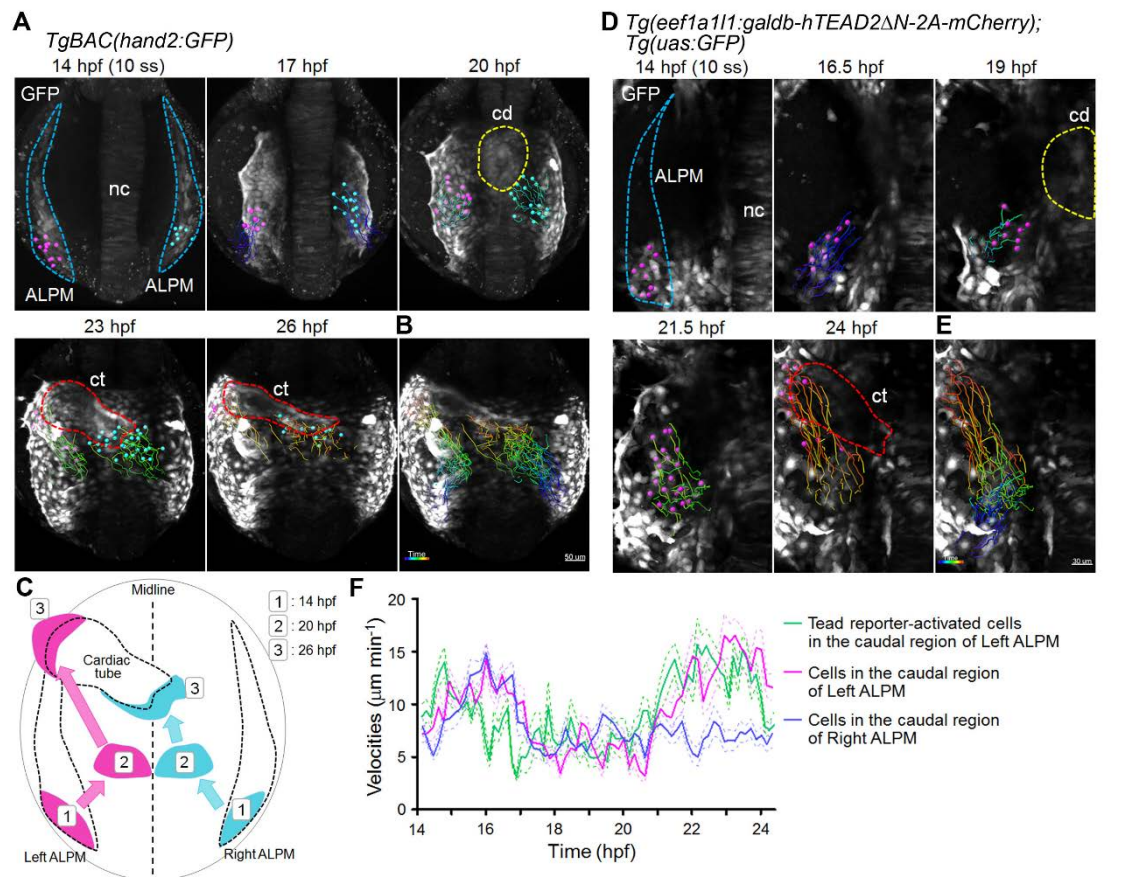 A
TgBAC(hand2:GFP)
14 hpf (10 ss)
17 hpf
20 hpf
GFP
nc
ALPM
ALPM
cd
23 hpf
26 hpf
B
ct
ct
Time
50 µm
C
Midline
1 : 14 hpf
2 : 20 hpf
3 : 26 hpf
3
Cardiac
tube
3
2
2
1
1
Left ALPM
Right ALPM
D Tg(eef1a1l1:galdb-hTEAD2ΔN-2A-mCherry);
Tg(uas:GFP)
14 hpf (10 ss)
16.5 hpf
19 hpf
GFP
ALPM
nc
cd
21.5 hpf
24 hpf
E
ct
Time
30 µm
F
Velocities (µm min-1)
20
15
10
5
0
14
16
18
20
22
24
Time (hpf)
Tead reporter-activated cells
in the caudal region of Left ALPM
Cells in the caudal region
of Left ALPM
Cells in the caudal region
of Right ALPM